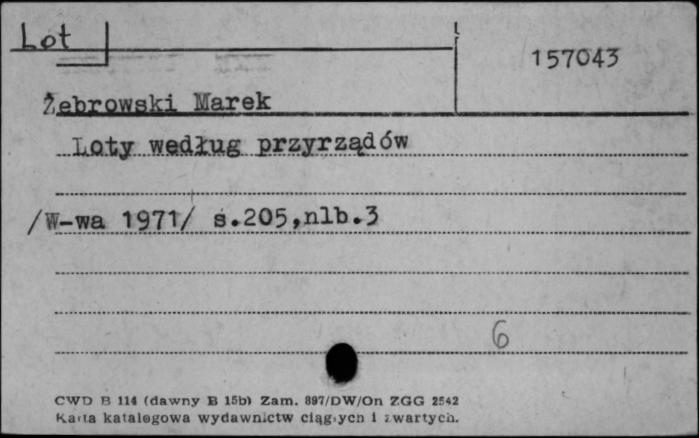 Lot
157043
Żebrowski Marek
Loty według przyrządów
/W-wa 1971/ s.205,nlb.3
6
CWD B 114 (dawny B 15b) Zam. 897/DW/On ZGG 2542
Karta katalogowa wydawnictw ciągłych i zwartych.